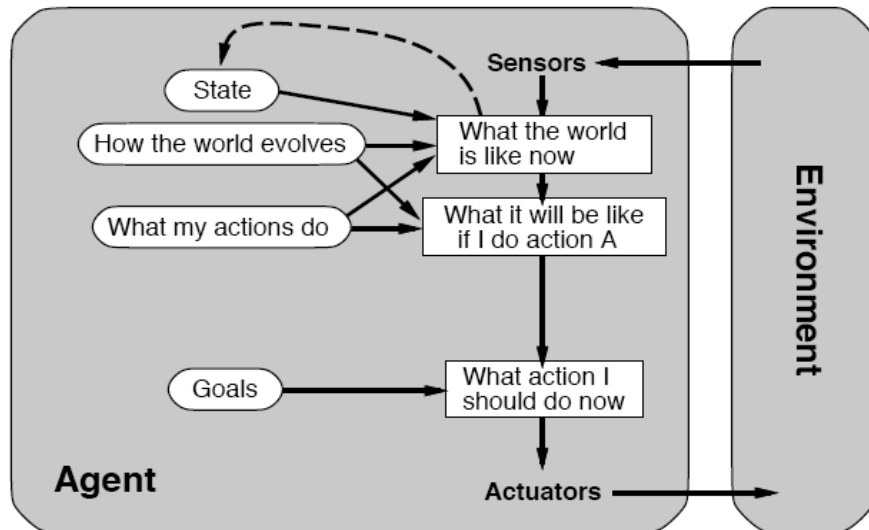 Sensors
State
What the world
is like now
How the world evolves
What it will be like
if I do action A
What my actions do
Environment
What action I
should do now
Goals
Agent
Actuators